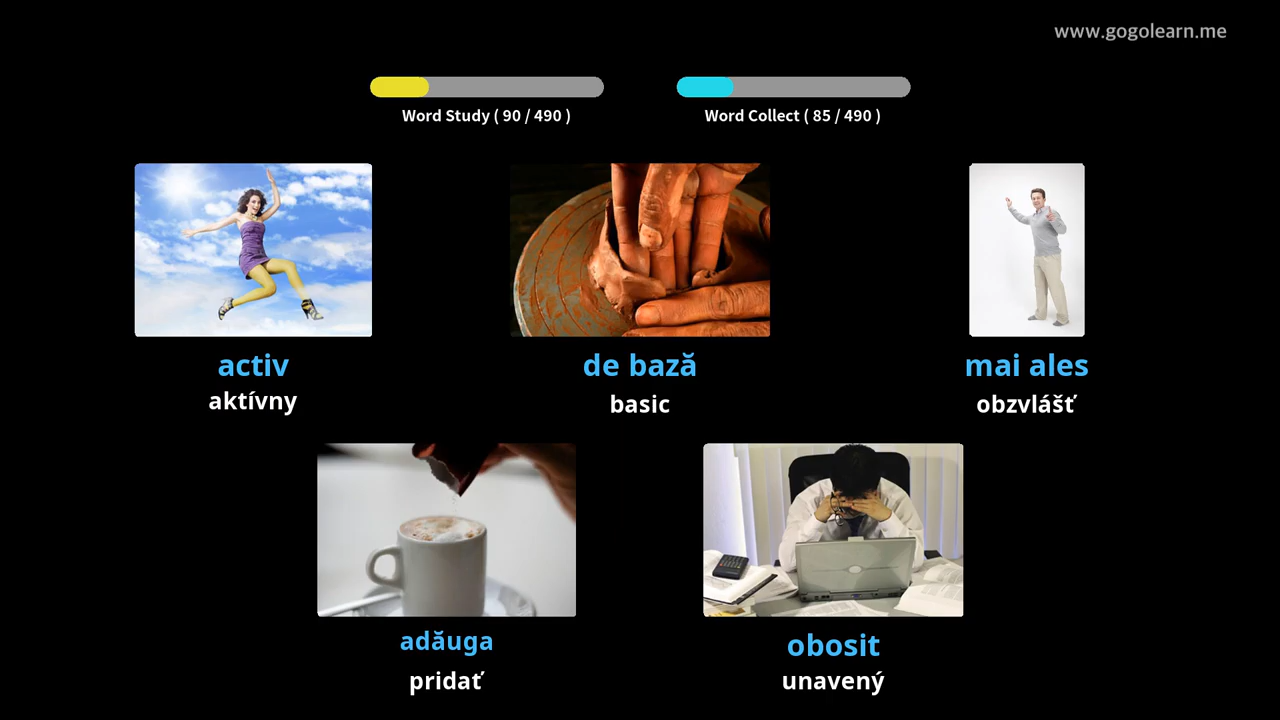 www.gogolearn.me
Word Study ( 90 / 490 )
Word Collect ( 85 / 490 )
activ
aktívny
de bază
basic
mai ales
obzvlášť
adăuga
pridať
obosit
unavený